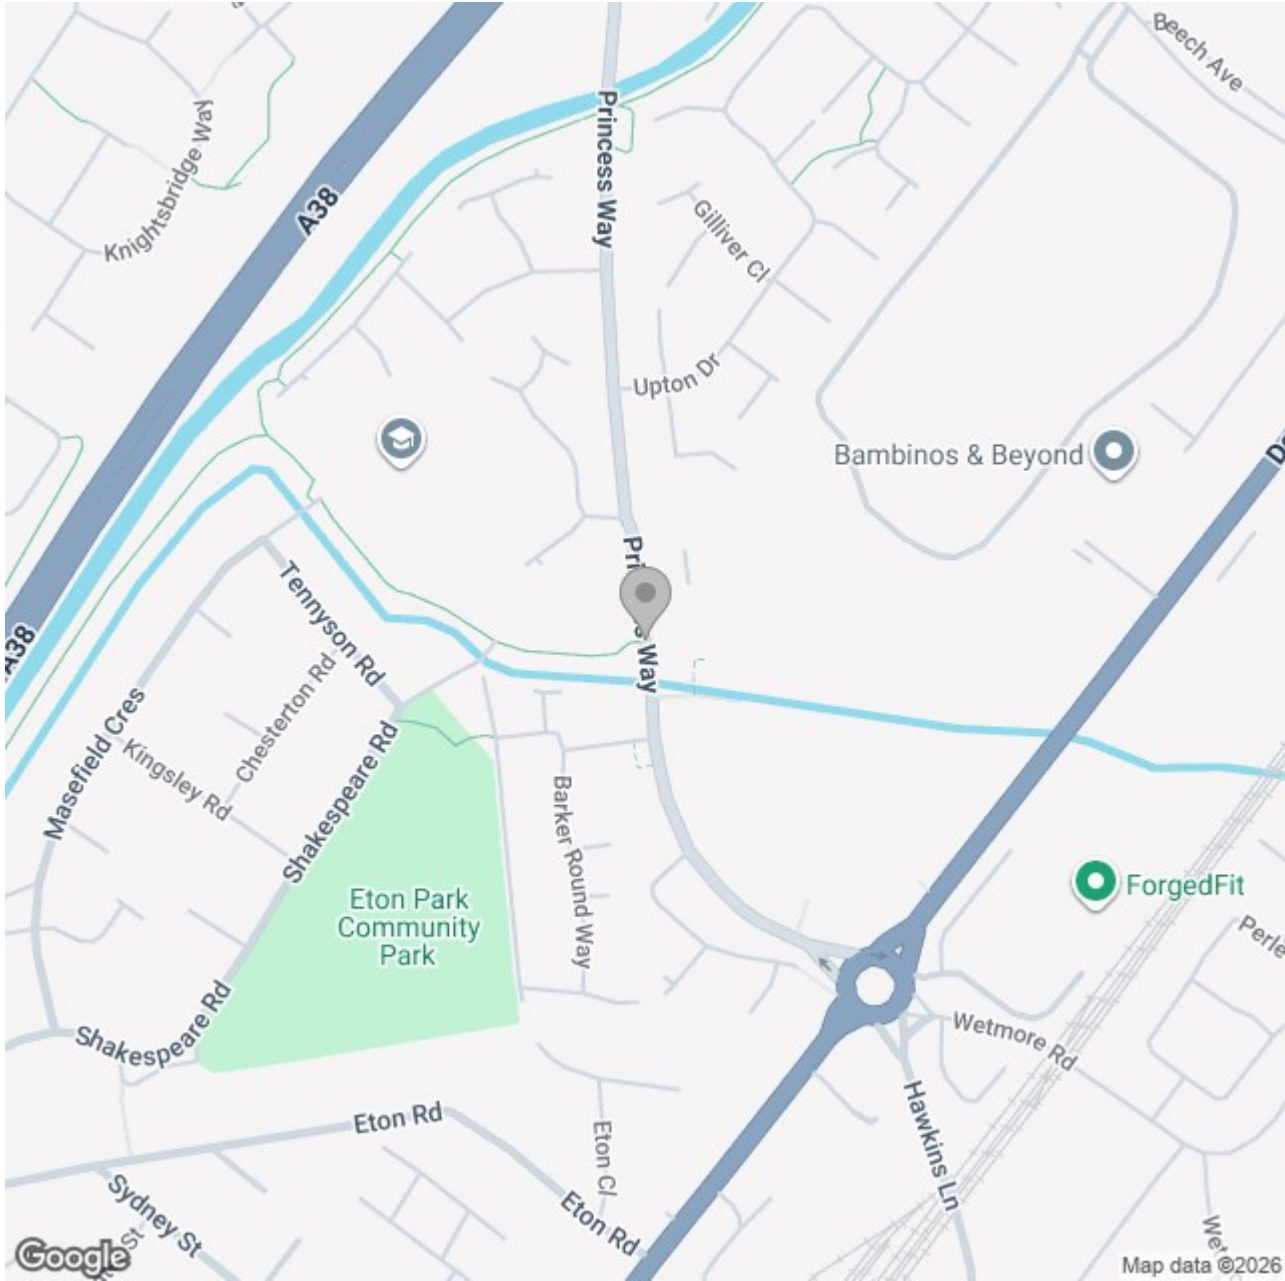 Beech Ave
Knightsbridge Way
Princess Way
A38
Gilliver Cl
Upton Dr
Bambinos & Beyond
Tennyson Rd
Way
A38
Chesterton Rd
Masefield Cres
Kingsley Rd
Shakespeare Rd
Barker Round Way
Eton Park
Community
Park
ForgedFit
Shakespeare Rd
Wetmore Rd
Hawkins Ln
Eton Rd
Eton Cl
Sydney St
Eton Rd
St
Google
Map data ©2026